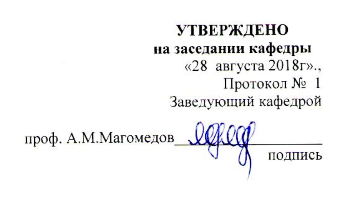 УТВЕРЖДЕНО
на заседании кафедры
«28 августа 2018г».,
Протокол № 1
Заведующий кафедрой
проф. А.М.Магомедов
подпись